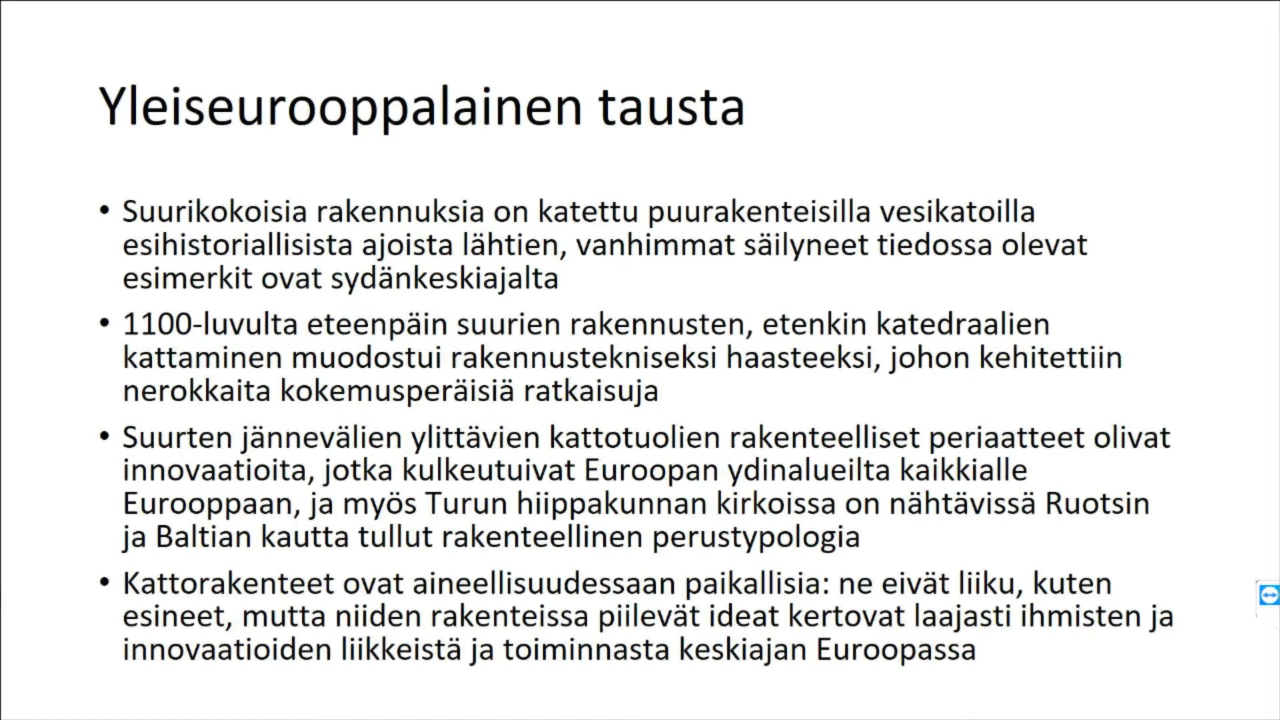 Yleiseurooppalainen tausta
• Suurikokoisia rakennuksia on katettu puurakenteisilla vesikatoilla
esihistoriallisista ajoista lähtien, vanhimmat säilyneet tiedossa olevat
esimerkit ovat sydänkeskiajalta
• 1100-luvulta eteenpäin suurien rakennusten, etenkin katedraalien
kattaminen muodostui rakennustekniseksi haasteeksi, johon kehitettiin
nerokkaita kokemusperäisiä ratkaisuja
• Suurten jännevälien ylittävien kattotuolien rakenteelliset periaatteet olivat
innovaatioita, jotka kulkeutuivat Euroopan ydinalueilta kaikkialle
Eurooppaan, ja myös Turun hiippakunnan kirkoissa on nähtävissä Ruotsin
ja Baltian kautta tullut rakenteellinen perustypologia
• Kattorakenteet ovat aineellisuudessaan paikallisia: ne eivät liiku, kuten
esineet, mutta niiden rakenteissa piilevät ideat kertovat laajasti ihmisten ja
innovaatioiden liikkeistä ja toiminnasta keskiajan Euroopassa